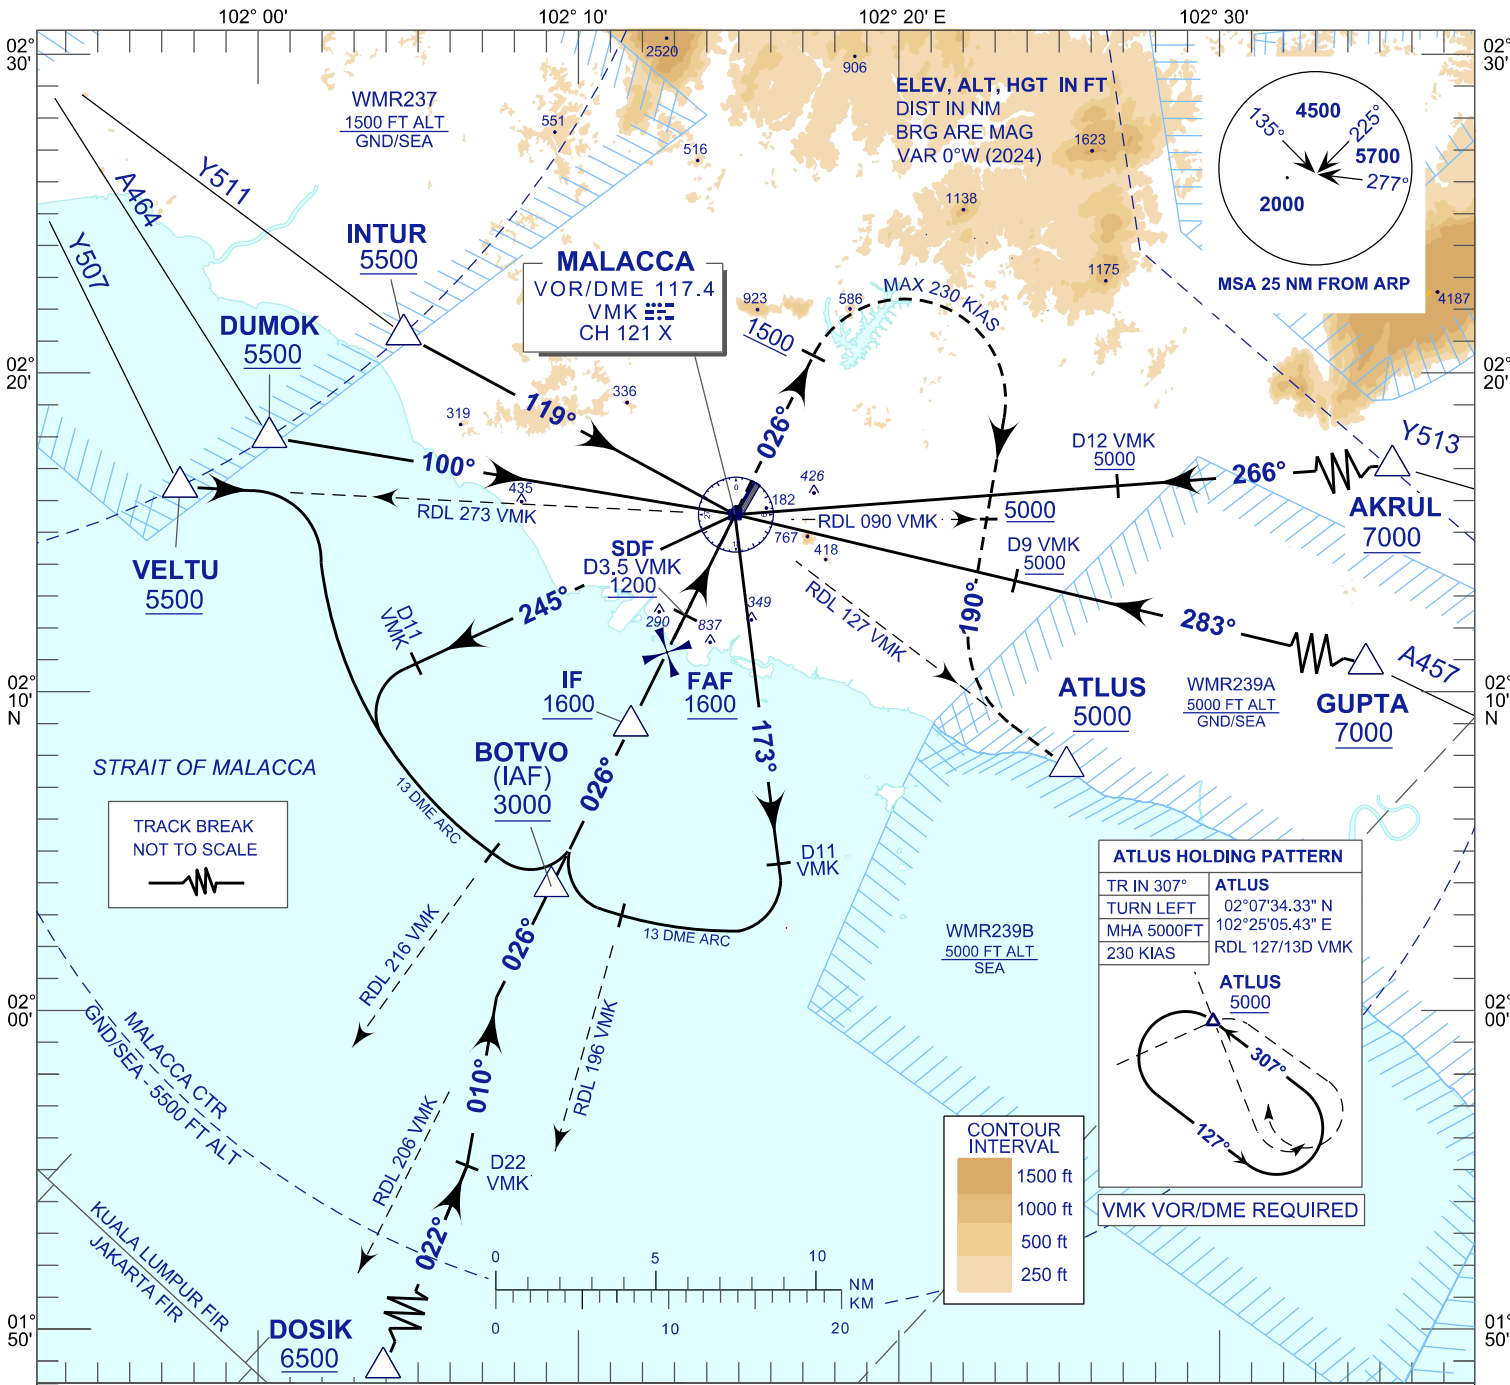 102° 00'
102° 10'
102° 20' E
102° 30'
02°
30'
02°
30'
2520
906
ELEV, ALT, HGT IN FT
DIST IN NM
BRG ARE MAG
VAR 0°W (2024)
WMR237
1500 FT ALT
GND/SEA
551
516
1623
1138
1175
4500
135°
225°
5700
277°
2000
MSA 25 NM FROM ARP
4187
Y511
A464
Y507
INTUR
5500
DUMOK
5500
MALACCA
VOR/DME 117.4
VMK
CH 121 X
923
586
MAX 230 KIAS
1500
02°
20'
02°
20'
319
336
119°
026°
100°
435
RDL 273 VMK
426
182
767
418
RDL 090 VMK
5000
D12 VMK
5000
266°
Y513
AKRUL
7000
D9 VMK
5000
VELTU
5500
SDF
D3.5 VMK
1200
245°
D11
VMK
290
837
349
RDL 127 VMK
190°
283°
A457
GUPTA
7000
WMR239A
5000 FT ALT
GND/SEA
ATLUS
5000
02°
10'
N
02°
10'
N
IF
1600
FAF
1600
173°
BOTVO
(IAF)
3000
026°
STRAIT OF MALACCA
TRACK BREAK
NOT TO SCALE
13 DME ARC
D11
VMK
13 DME ARC
026°
RDL 216 VMK
RDL 196 VMK
WMR239B
5000 FT ALT
SEA
ATLUS HOLDING PATTERN
TR IN 307°
TURN LEFT
MHA 5000FT
230 KIAS
ATLUS
02°07'34.33" N
102°25'05.43" E
RDL 127/13D VMK
ATLUS
5000
307°
127°
VMK VOR/DME REQUIRED
02°
00'
02°
00'
MALACCA CTR
GND/SEA - 5500 FT ALT
010°
RDL 206 VMK
D22
VMK
022°
KUALA LUMPUR FIR
JAKARTA FIR
DOSIK
6500
CONTOUR
INTERVAL
1500 ft
1000 ft
500 ft
250 ft
0
5
10
NM
KM
0
10
20
01°
50'
01°
50'